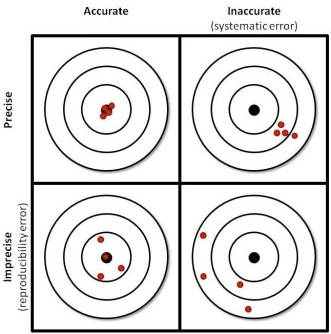 Accurate
Inaccurate
(systematic error)
Precise
Imprecise
(reproducibility error)